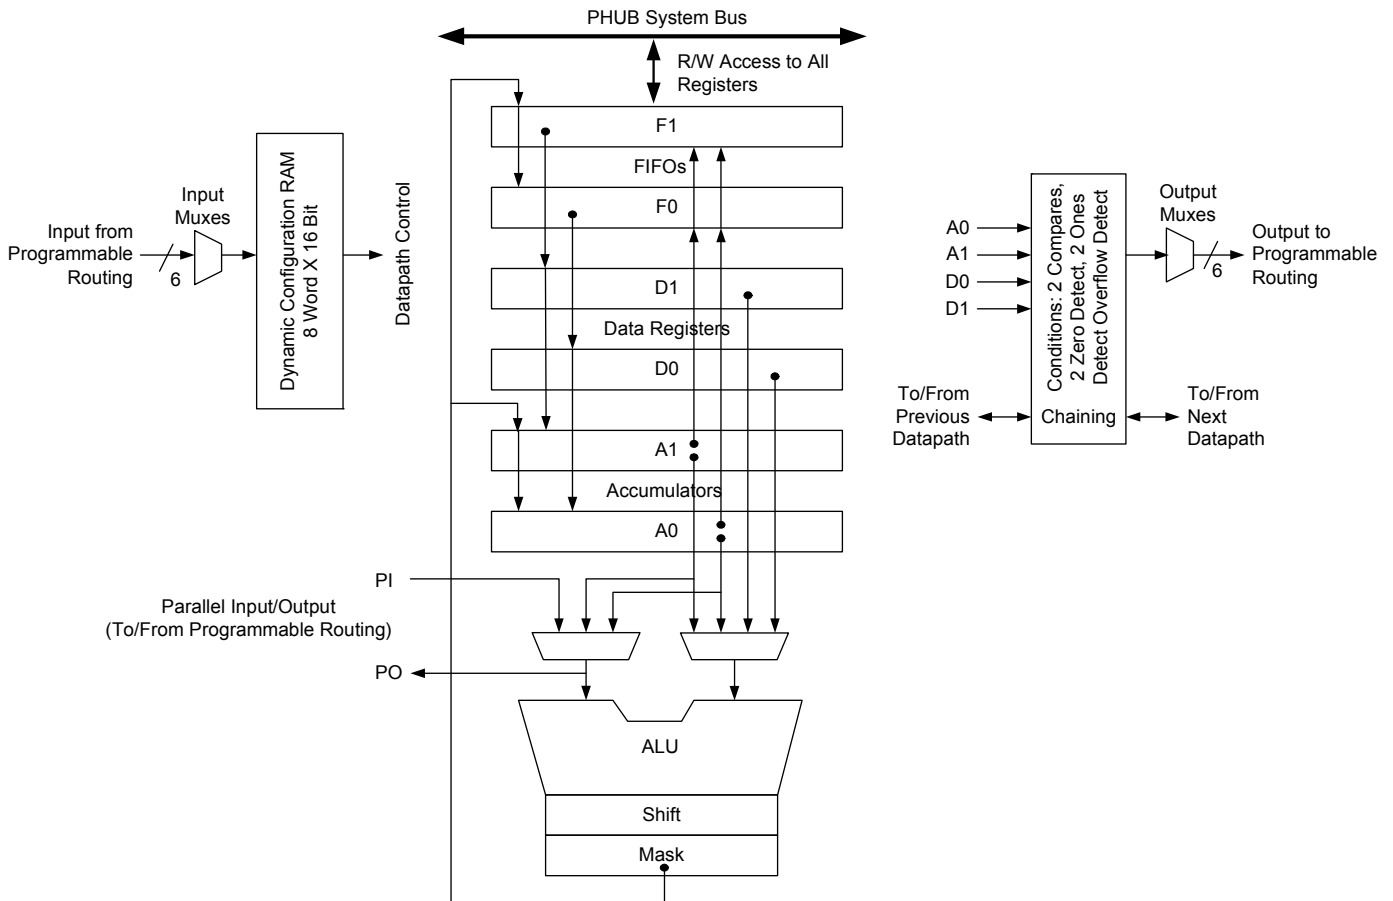 PHUB System Bus
R/W Access to All
Registers
F1
FIFOs
F0
D1
Data Registers
D0
A1
Accumulators
A0
Input from
Programmable
Routing
6
Input
Muxes
Dynamic Configuration RAM
8 Word X 16 Bit
Datapath Control
PI
Parallel Input/Output
(To/From Programmable Routing)
PO
ALU
Shift
Mask
A0
A1
D0
D1
Conditions: 2 Compares,
2 Zero Detect, 2 Ones
Detect Overflow Detect
Output
Muxes
6
Output to
Programmable
Routing
To/From
Previous
Datapath
Chaining
To/From
Next
Datapath